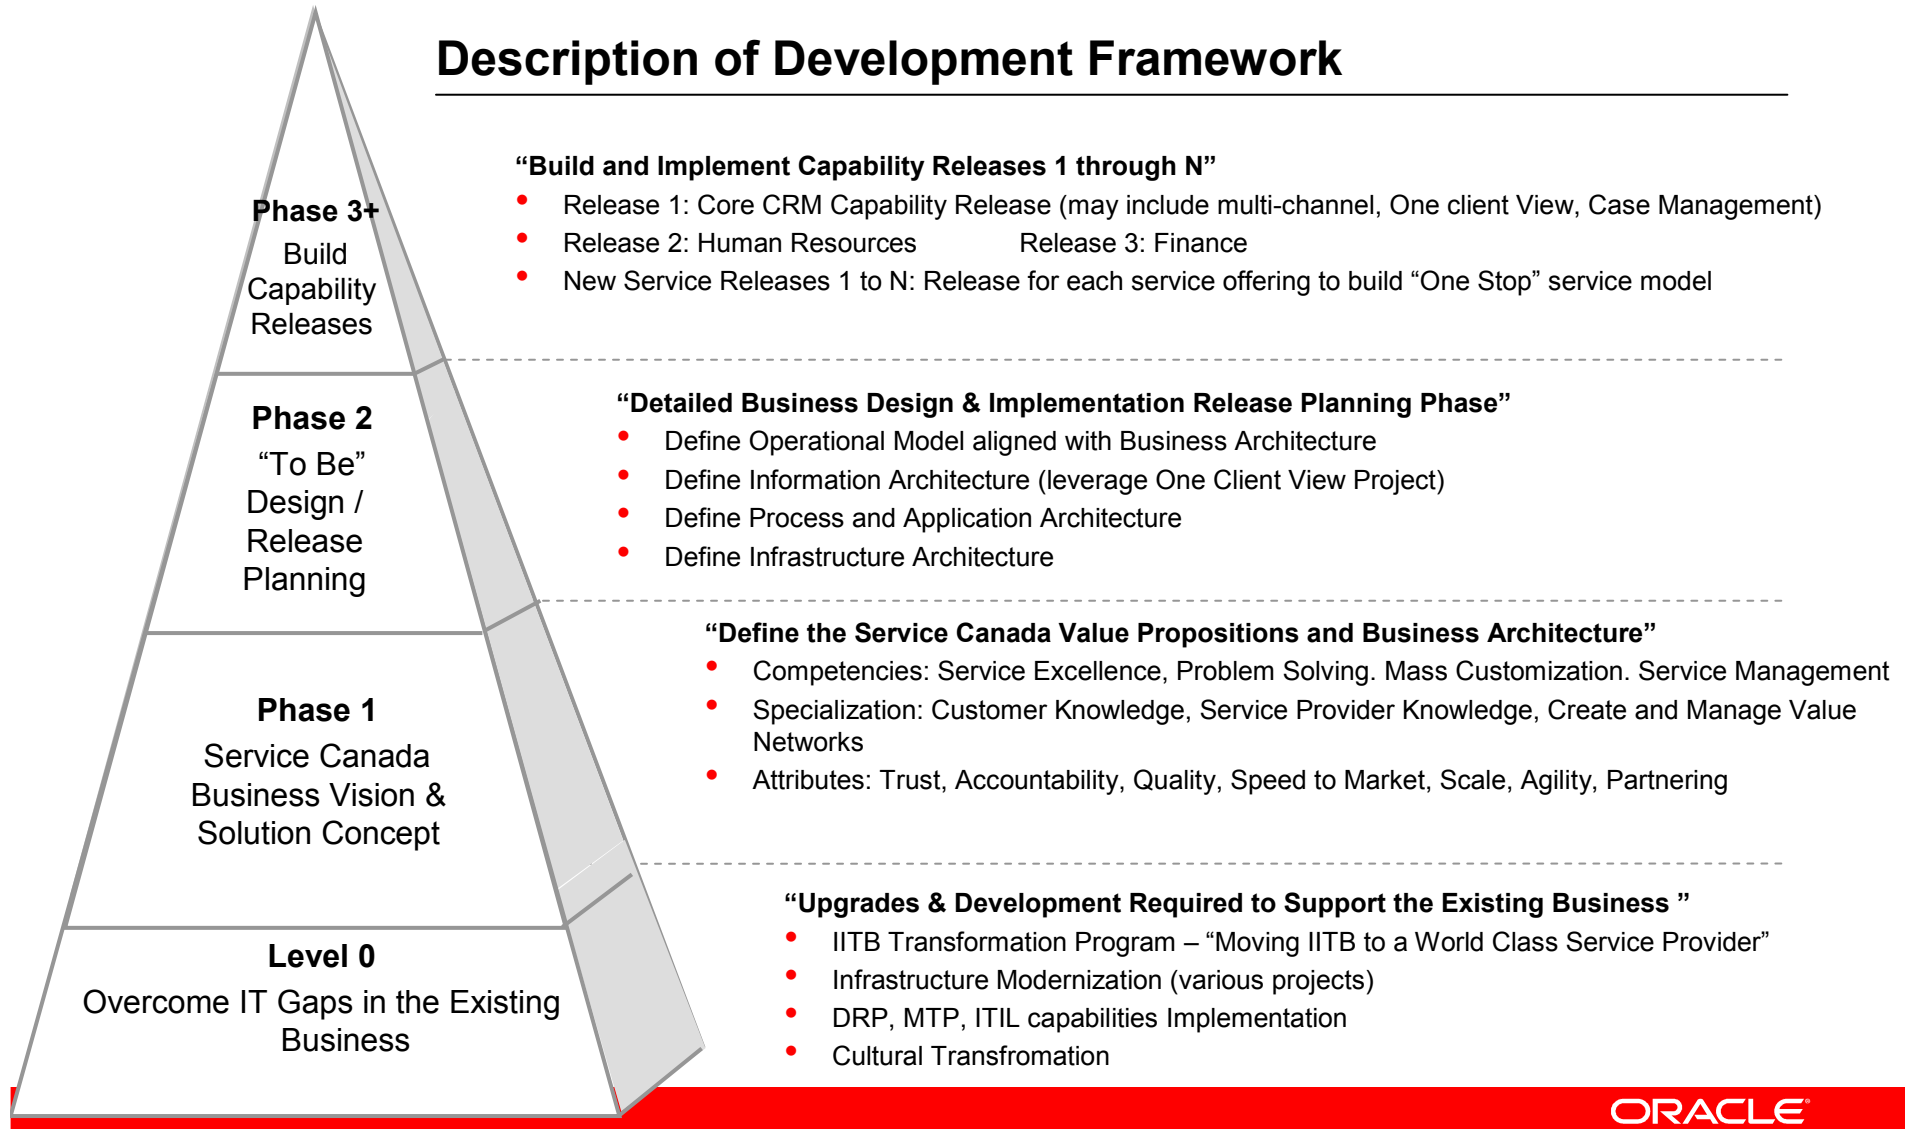 Description of Development Framework
Phase 3+
Build
Capability
Releases
“Build and Implement Capability Releases 1 through N”
• Release 1: Core CRM Capability Release (may include multi-channel, One client View, Case Management)
• Release 2: Human Resources Release 3: Finance
• New Service Releases 1 to N: Release for each service offering to build “One Stop” service model
Phase 2
“To Be”
Design /
Release
Planning
“Detailed Business Design & Implementation Release Planning Phase”
• Define Operational Model aligned with Business Architecture
• Define Information Architecture (leverage One Client View Project)
• Define Process and Application Architecture
• Define Infrastructure Architecture
Phase 1
Service Canada
Business Vision &
Solution Concept
“Define the Service Canada Value Propositions and Business Architecture”
• Competencies: Service Excellence, Problem Solving. Mass Customization. Service Management
• Specialization: Customer Knowledge, Service Provider Knowledge, Create and Manage Value
Networks
• Attributes: Trust, Accountability, Quality, Speed to Market, Scale, Agility, Partnering
Level 0
Overcome IT Gaps in the Existing
Business
“Upgrades & Development Required to Support the Existing Business ”
• IITB Transformation Program – “Moving IITB to a World Class Service Provider”
• Infrastructure Modernization (various projects)
• DRP, MTP, ITIL capabilities Implementation
• Cultural Transfromation
ORACLE